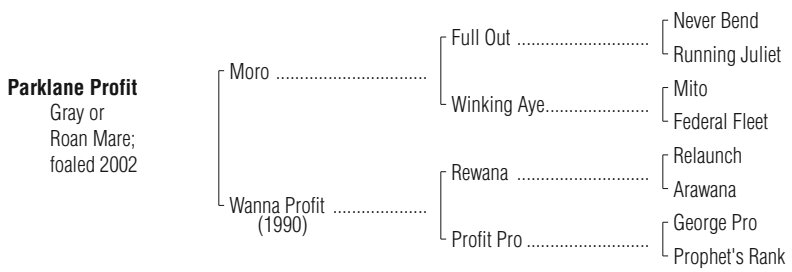 Parklane Profit
Gray or
Roan Mare;
foaled 2002
Moro ................................
Wanna Profit ....................
(1990)
Full Out ............................
Winking Aye......................
Rewana ............................
Profit Pro ..........................
Never Bend
Running Juliet
Mito
Federal Fleet
Relaunch
Arawana
George Pro
Prophet's Rank